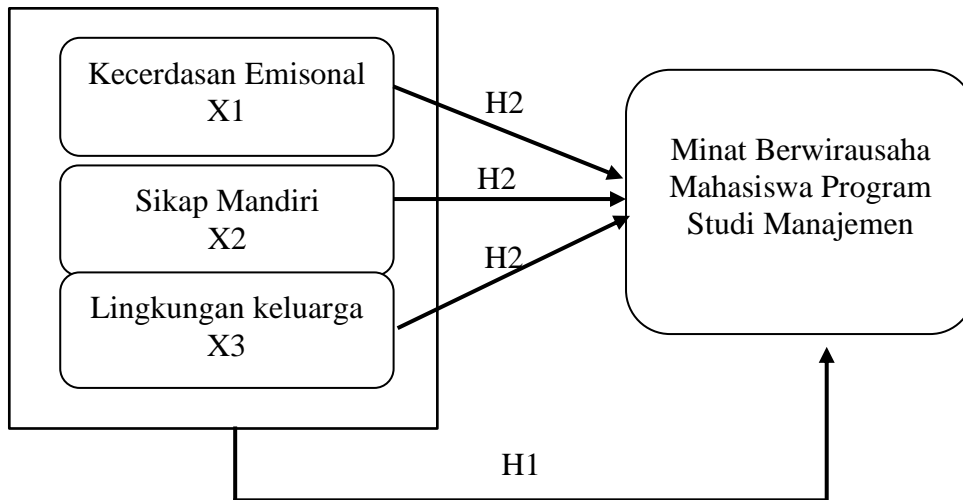 Kecerdasan Emisonal
X1
H2
Sikap Mandiri
X2
H2
Lingkungan keluarga
X3
H2
Minat Berwirausaha
Mahasiswa Program
Studi Manajemen
H1